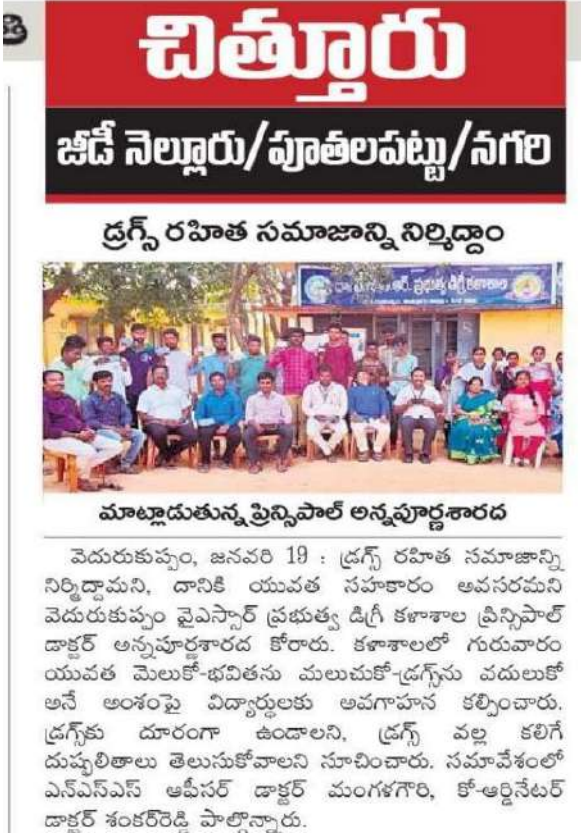 డి
చిత్తూరు
జీడీ నెల్లూరు/పూతలపట్టు/నగరి
డ్రగ్స్ రహిత సమాజాన్ని నిర్మిద్దాం
ప్రభుత్వ డిగ్రీ కళాశాల
మాట్లాడుతున్న ప్రిన్సిపాల్ అన్నపూర్ణశారద
వెదురుకుప్పం, జనవరి 19 : డ్రగ్స్ రహిత సమాజాన్ని
నిర్మిద్దామని, దానికి యువత సహకారం అవసరమని
వెదురుకుప్పం వైఎస్సార్ ప్రభుత్వ డిగ్రీ కళాశాల ప్రిన్సిపాల్
డాక్టర్ అన్నపూర్ణశారద కోరారు. కళాశాలలో గురువారం
యువత మేలుకో-భవితను మలుచుకో-డ్రగ్స్‌ను వదులుకో
అనే అంశంపై విద్యార్థులకు అవగాహన కల్పించారు.
డ్రగ్స్‌కు దూరంగా ఉండాలని, డ్రగ్స్ వల్ల కలిగే
దుష్ఫలితాలు తెలుసుకోవాలని సూచించారు. సమావేశంలో
ఎన్ఎస్ఎస్ ఆఫీసర్ డాక్టర్ మంగళగౌరి, కో-ఆర్డినేటర్
డాక్టర్ శంకర్‌రెడ్డి పాల్గొన్నారు.